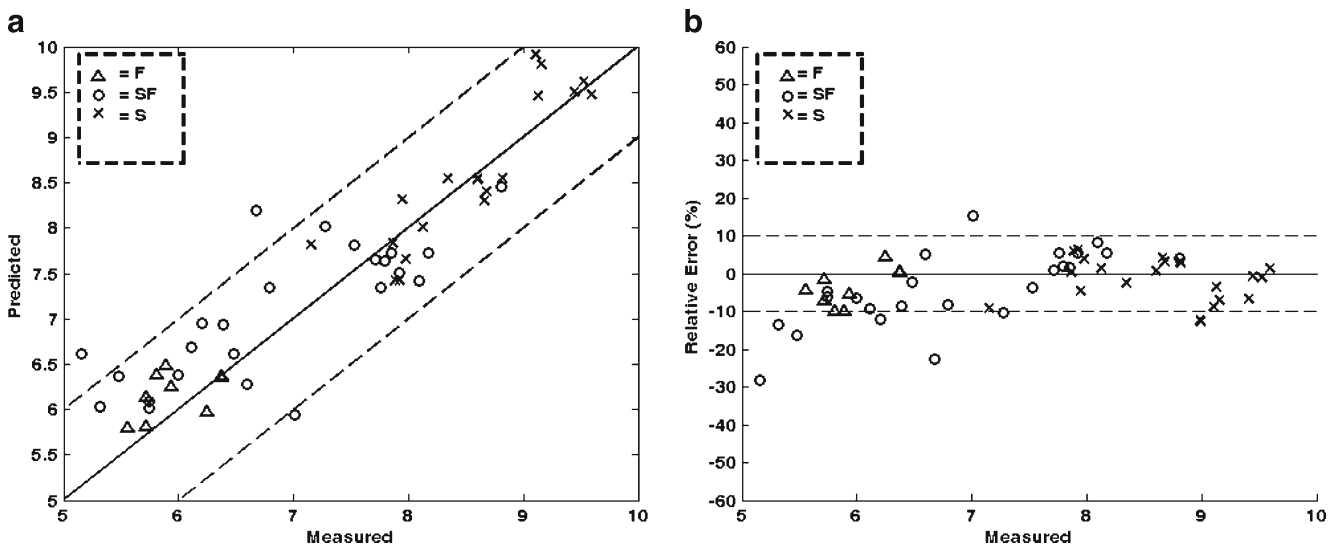 a
10
9.5
9
8.5
8
7.5
7
6.5
6
5.5
5
Predicted
= F
= SF
= S
5 6 7 8 9 10
Measured
b
60
50
40
30
20
10
0
-10
-20
-30
-40
-50
-60
Relative Error (%)
= F
= SF
= S
5 6 7 8 9 10
Measured